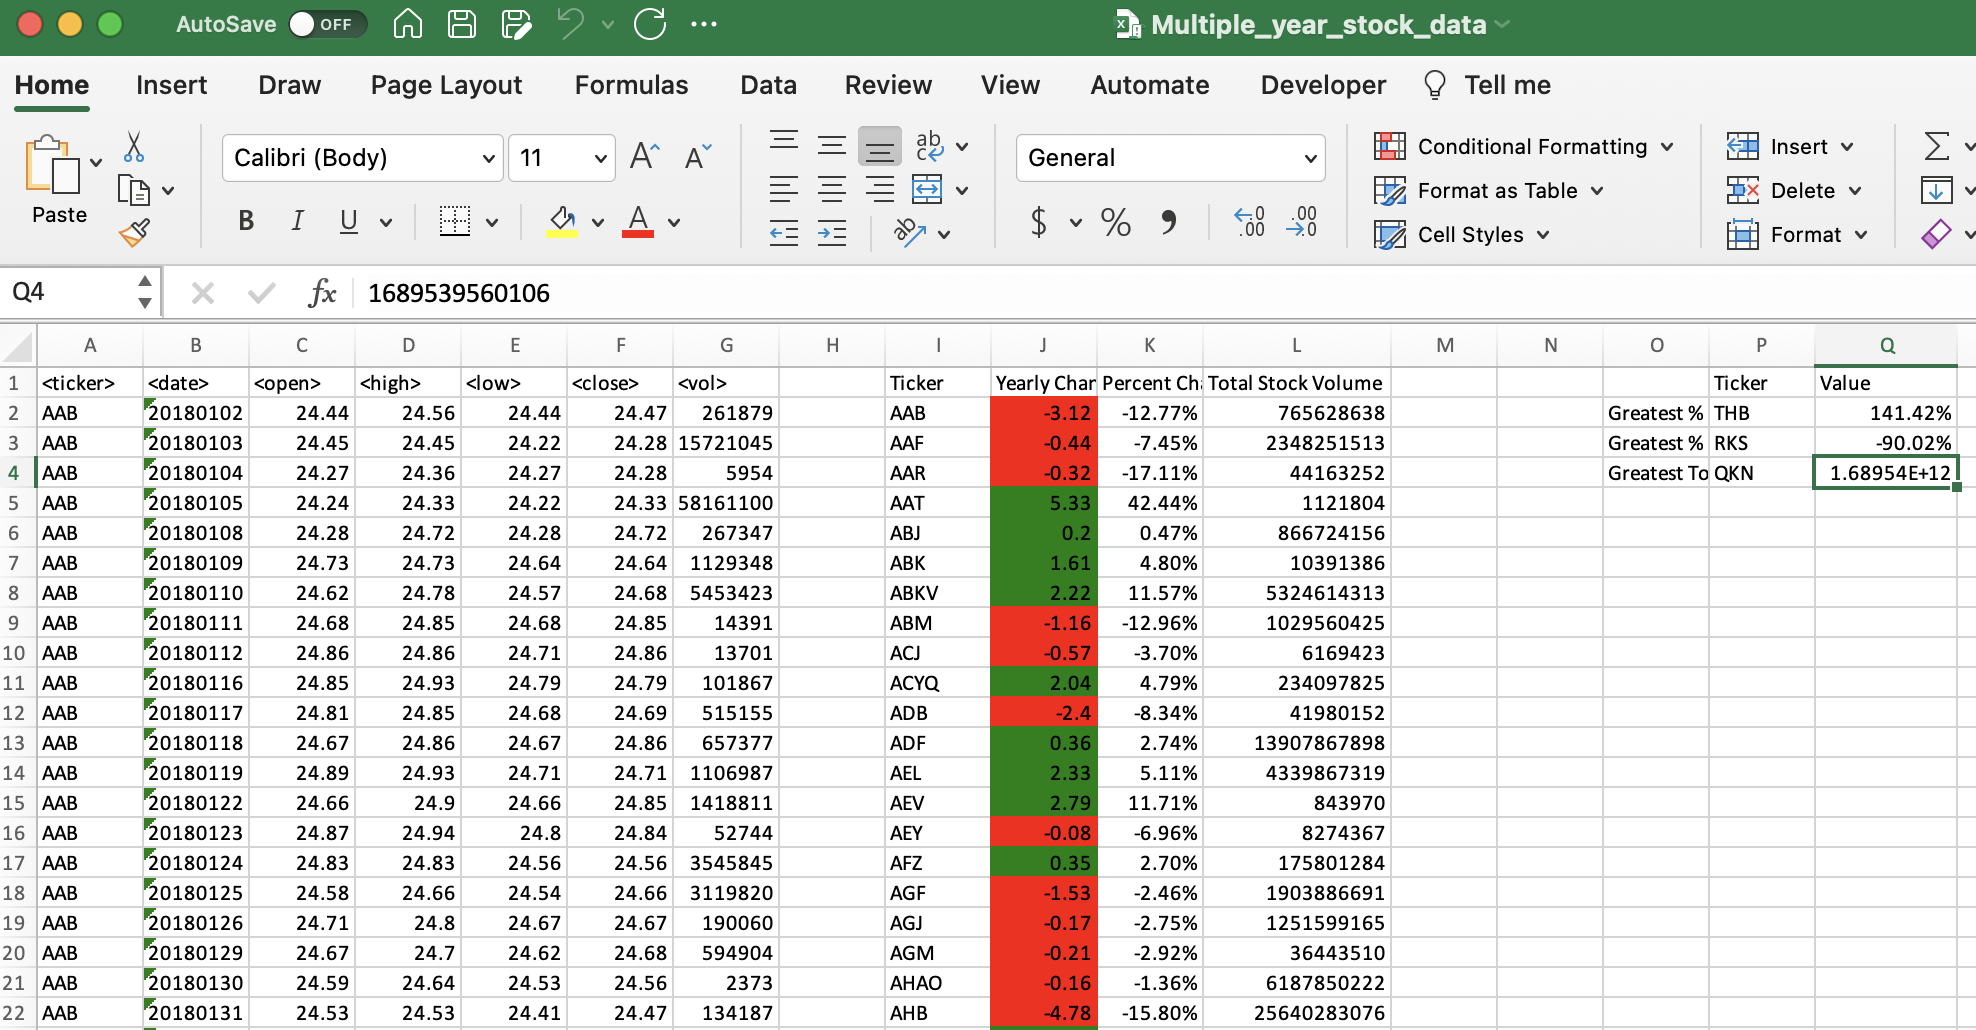 AutoSave OFF Multiple_year_stock_data
Home Insert Draw Page Layout Formulas Data Review View Automate Developer Tell me
Paste
Calibri (Body) 11
B I U A
General
$ % 9
Conditional Formatting
Format as Table
Cell Styles
Insert
Delete
Format
Q4 fx 1689539560106
A B C D E F G H I J K L M N O P Q
1 <ticker> <date> <open> <high> <low> <close> <vol> Ticker Yearly Char Percent Ch Total Stock Volume Ticker Value
2 AAB 20180102 24.44 24.56 24.44 24.47 261879 AAB -3.12 -12.77% 765628638 Greatest % THB 141.42%
3 AAB 20180103 24.45 24.45 24.22 24.28 15721045 AAF -0.44 -7.45% 2348251513 Greatest % RKS -90.02%
4 AAB 20180104 24.27 24.36 24.27 24.28 5954 AAR -0.32 -17.11% 44163252 Greatest To QKN 1.68954E+12
5 AAB 20180105 24.24 24.33 24.22 24.33 58161100 AAT 5.33 42.44% 1121804
6 AAB 20180108 24.28 24.72 24.28 24.72 267347 ABJ 0.2 0.47% 866724156
7 AAB 20180109 24.73 24.73 24.64 24.64 1129348 ABK 1.61 4.80% 10391386
8 AAB 20180110 24.62 24.78 24.57 24.68 5453423 ABKV 2.22 11.57% 5324614313
9 AAB 20180111 24.68 24.85 24.68 24.85 14391 ABM -1.16 -12.96% 1029560425
10 AAB 20180112 24.86 24.86 24.71 24.86 13701 ACJ -0.57 -3.70% 6169423
11 AAB 20180116 24.85 24.93 24.79 24.79 101867 ACYQ 2.04 4.79% 234097825
12 AAB 20180117 24.81 24.85 24.68 24.69 515155 ADB -2.4 -8.34% 41980152
13 AAB 20180118 24.67 24.86 24.67 24.86 657377 ADF 0.36 2.74% 13907867898
14 AAB 20180119 24.89 24.93 24.71 24.71 1106987 AEL 2.33 5.11% 4339867319
15 AAB 20180122 24.66 24.9 24.66 24.85 1418811 AEV 2.79 11.71% 843970
16 AAB 20180123 24.87 24.94 24.8 24.84 52744 AEY -0.08 -6.96% 8274367
17 AAB 20180124 24.83 24.83 24.56 24.56 3545845 AFZ 0.35 2.70% 175801284
18 AAB 20180125 24.58 24.66 24.54 24.66 3119820 AGF -1.53 -2.46% 1903886691
19 AAB 20180126 24.71 24.8 24.67 24.67 190060 AGJ -0.17 -2.75% 1251599165
20 AAB 20180129 24.67 24.7 24.62 24.68 594904 AGM -0.21 -2.92% 36443510
21 AAB 20180130 24.59 24.64 24.53 24.56 2373 AHAO -0.16 -1.36% 6187850222
22 AAB 20180131 24.53 24.53 24.41 24.47 134187 AHB -4.78 -15.80% 25640283076